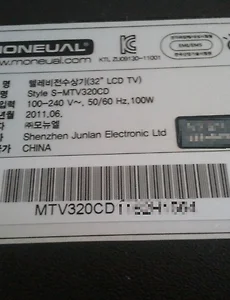 MONEUAL
www.moneual.com
KTL ZU09130-11001
텔레비전수상기(32" LCD TV)
Style S-MTV320CD
100-240 V~, 50/60 Hz, 100W
2011.06.
㈜모뉴엘
Shenzhen Junlan Electronic Ltd
CHINA
MTV320CD